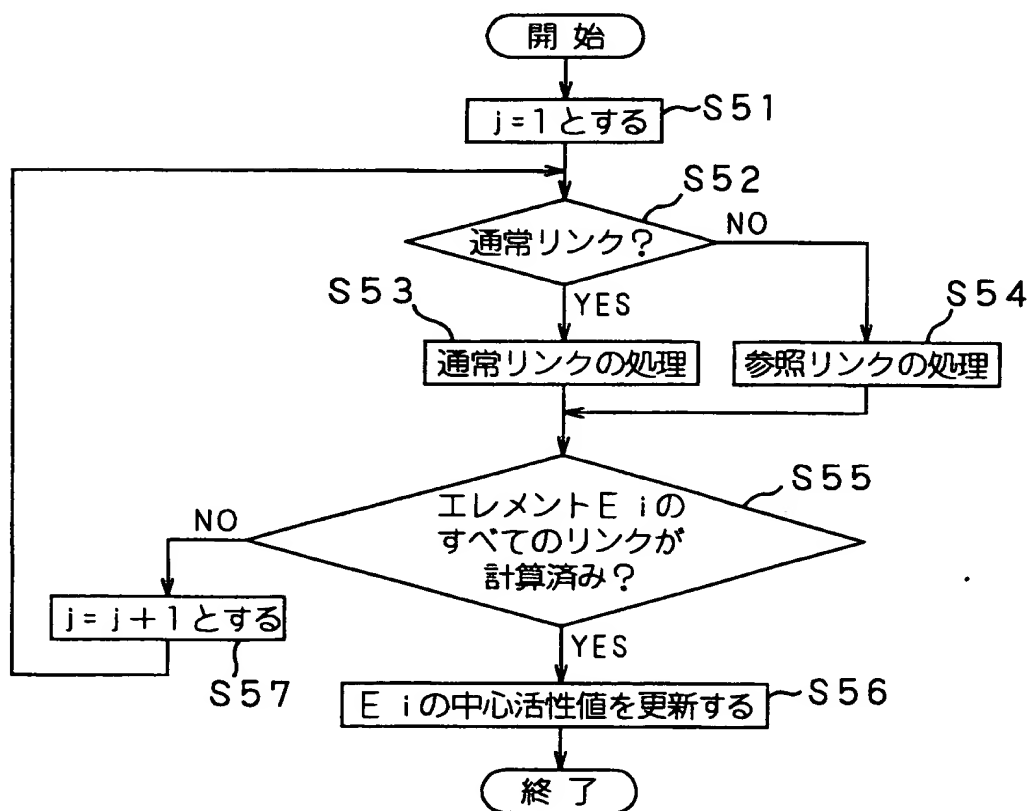 開始
j=1とする
S51
S52
通常リンク?
NO
S53
YES
S54
通常リンクの処理
参照リンクの処理
S55
エレメントEiの
すべてのリンクが
計算済み?
NO
j=j+1とする
YES
S57
Eiの中心活性値を更新する
S56
終了